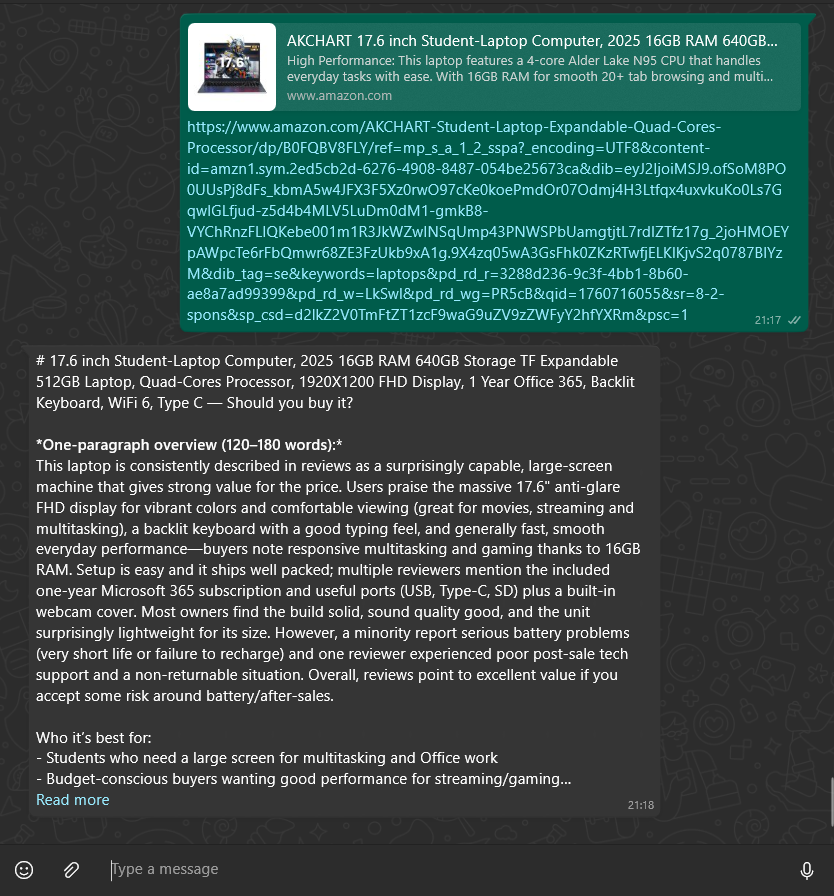 AKCHART 17.6 inch Student-Laptop Computer, 2025 16GB RAM 640GB...
High Performance: This laptop features a 4-core Alder Lake N95 CPU that handles
everyday tasks with ease. With 16GB RAM for smooth 20+ tab browsing and multi...
www.amazon.com
17.6"
https://www.amazon.com/AKCHART-Student-Laptop-Expandable-Quad-Cores-
Processor/dp/B0FQBV8FLY/ref=mp_s_a_1_2_sspa?_encoding=UTF8&content-
id=amzn1.sym.2ed5cb2d-6276-4908-8487-054be25673ca&dib=eyJ2IjoiMSJ9.ofSoM8PO
0UUsPj8dFs_kbmA5w4JFX3F5Xz0rwO97cKe0koePmdOr07Odmj4H3Ltfqx4uxvkuKo0Ls7G
qwlGLfjud-z5d4b4MLV5LuDm0dM1-gmkB8-
VYChRnzFLIQKebe001m1R3JkWZwINSqUmp43PNWSPbUamgtjtL7rdIZTfz17g_2joHMOEY
pAWpcTe6rFbQmwr68ZE3FzUkb9xA1g.9X4zq05wA3GsFhk0ZKzRTwfjELKIKjvS2q0787BlYz
M&dib_tag=se&keywords=laptops&pd_rd_r=3288d236-9c3f-4bb1-8b60-
ae8a7ad99399&pd_rd_w=LkSwl&pd_rd_wg=PR5cB&qid=1760716055&sr=8-2-
spons&sp_csd=d2lkZ2V0TmFtZT1zcF9waG9uZV9zZWFyY2hfYXRm&psc=1
21:17
# 17.6 inch Student-Laptop Computer, 2025 16GB RAM 640GB Storage TF Expandable
512GB Laptop, Quad-Cores Processor, 1920X1200 FHD Display, 1 Year Office 365, Backlit
Keyboard, WiFi 6, Type C — Should you buy it?
*One-paragraph overview (120–180 words):*
This laptop is consistently described in reviews as a surprisingly capable, large-screen
machine that gives strong value for the price. Users praise the massive 17.6" anti-glare
FHD display for vibrant colors and comfortable viewing (great for movies, streaming and
multitasking), a backlit keyboard with a good typing feel, and generally fast, smooth
everyday performance—buyers note responsive multitasking and gaming thanks to 16GB
RAM. Setup is easy and it ships well packed; multiple reviewers mention the included
one-year Microsoft 365 subscription and useful ports (USB, Type-C, SD) plus a built-in
webcam cover. Most owners find the build solid, sound quality good, and the unit
surprisingly lightweight for its size. However, a minority report serious battery problems
(very short life or failure to recharge) and one reviewer experienced poor post-sale tech
support and a non-returnable situation. Overall, reviews point to excellent value if you
accept some risk around battery/after-sales.
Who it's best for:
- Students who need a large screen for multitasking and Office work
- Budget-conscious buyers wanting good performance for streaming/gaming...
Read more
21:18
Type a message